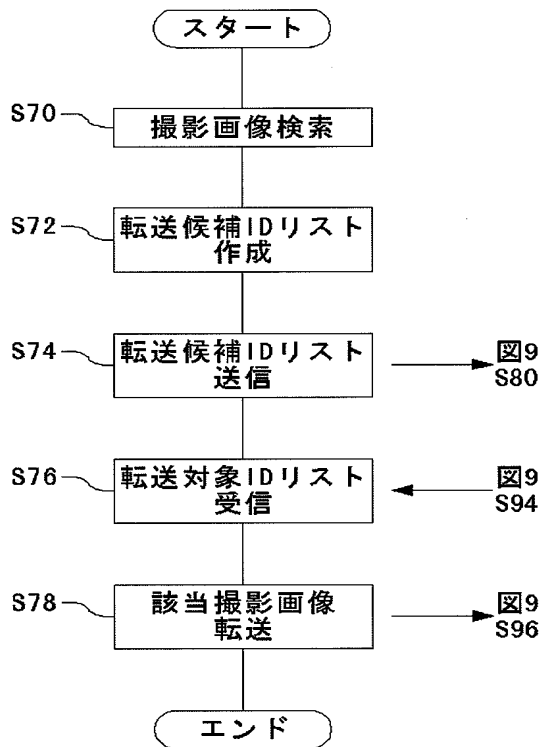 スタート
S70
撮影画像検索
S72
転送候補IDリスト
作成
S74
転送候補IDリスト
送信
図9
S80
S76
転送対象IDリスト
受信
図9
S94
S78
該当撮影画像
転送
図9
S96
エンド